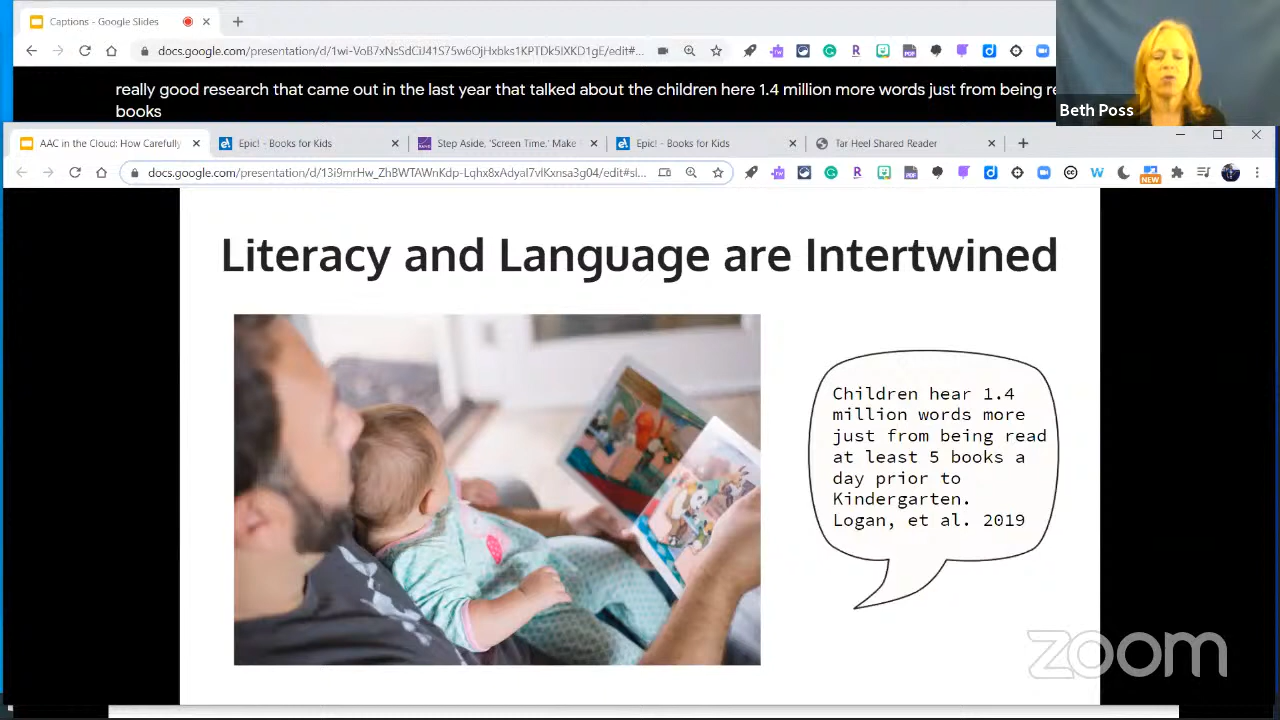 Captions - Google Slides
docs.google.com/presentation/d/1wi-VoB7xNsSdCiJ41S75w6OjHxbks1KPTDk5IXKD1gE/edit#...
really good research that came out in the last year that talked about the children here 1.4 million more words just from being
books
Beth Poss
AAC in the Cloud: How Carefully
Epic! - Books for Kids
Step Aside, 'Screen Time.' Make
Epic! - Books for Kids
Tar Heel Shared Reader
docs.google.com/presentation/d/13i9mrHw_ZhBWTAWnKap-Lqhx8xAdyaI7vlKxnsa3g04/edit#sl...
NEW
Literacy and Language are Intertwined
Children hear 1.4
million words more
just from being read
at least 5 books a
day prior to
Kindergarten.
Logan, et al. 2019
zoom